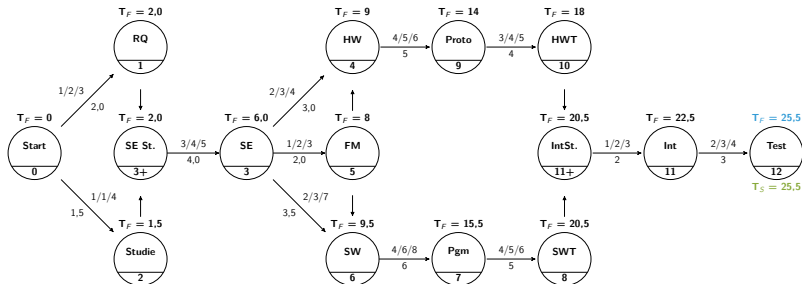 T_F = 2,0
RQ
1
T_F = 9
HW
4
4/5/6
5
T_F = 14
Proto
9
3/4/5
4
T_F = 18
HWT
10
1/2/3
2,0
2/3/4
3,0
T_F = 0
Start
0
T_F = 2,0
SE St.
3+
3/4/5
4,0
T_F = 6,0
SE
3
1/2/3
2,0
T_F = 8
FM
5
T_F = 20,5
IntSt.
11+
1/2/3
2
T_F = 22,5
Int
11
2/3/4
3
T_F = 25,5
Test
12
T_S = 25,5
1/1/4
1,5
2/3/7
3,5
T_F = 1,5
Studie
2
T_F = 9,5
SW
6
4/6/8
6
T_F = 15,5
Pgm
7
4/5/6
5
T_F = 20,5
SWT
8